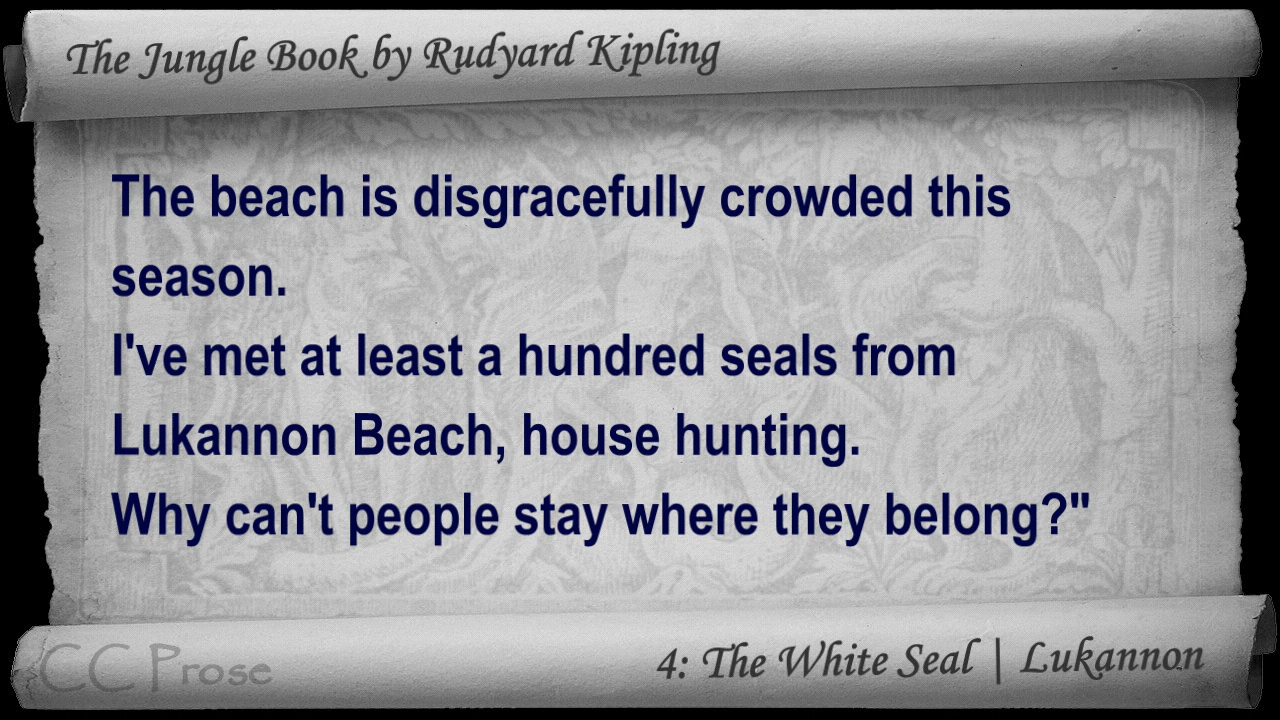 The Jungle Book by Rudyard Kipling
The beach is disgracefully crowded this
season.
I've met at least a hundred seals from
Lukannon Beach, house hunting.
Why can't people stay where they belong?"
CC Prose
4: The White Seal | Lukannon